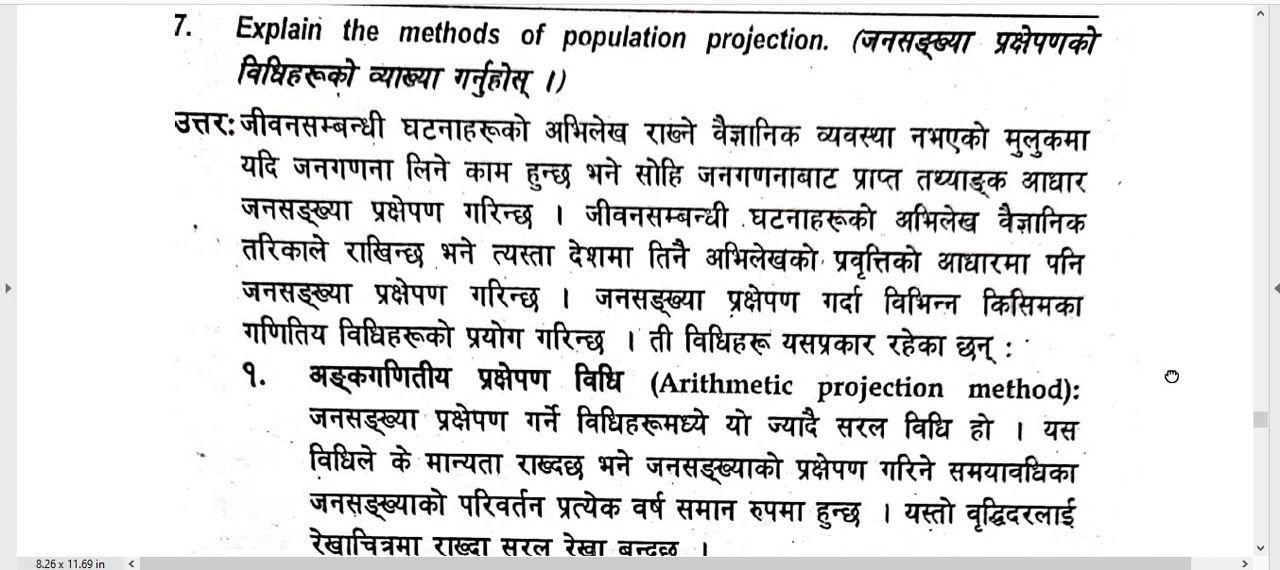 7. Explain the methods of population projection. (जनसङ्ख्या प्रक्षेपणको
विधिहरूको व्याख्या गर्नुहोस् ।)
उत्तर: जीवनसम्बन्धी घटनाहरूको अभिलेख राख्ने वैज्ञानिक व्यवस्था नभएको मुलुकमा
यदि जनगणना लिने काम हुन्छ भने सोहि जनगणनाबाट प्राप्त तथ्याङ्क आधार
जनसङ्ख्या प्रक्षेपण गरिन्छ । जीवनसम्बन्धी घटनाहरूको अभिलेख वैज्ञानिक
तरिकाले राखिन्छ भने त्यस्ता देशमा तिनै अभिलेखको प्रवृत्तिको आधारमा पनि
जनसङ्ख्या प्रक्षेपण गरिन्छ । जनसङ्ख्या प्रक्षेपण गर्दा विभिन्न किसिमका
गणितिय विधिहरूको प्रयोग गरिन्छ । ती विधिहरू यसप्रकार रहेका छन् :
१. अङ्कगणितीय प्रक्षेपण विधि (Arithmetic projection method):
जनसङ्ख्या प्रक्षेपण गर्ने विधिहरूमध्ये यो ज्यादै सरल विधि हो । यस
विधिले के मान्यता राख्दछ भने जनसङ्ख्याको प्रक्षेपण गरिने समयावधिका
जनसङ्ख्याको परिवर्तन प्रत्येक वर्ष समान रुपमा हुन्छ । यस्तो वृद्धिदरलाई
रेखाचित्रमा राख्दा सरल रेखा बन्दछ ।
8.26 x 11.69 in